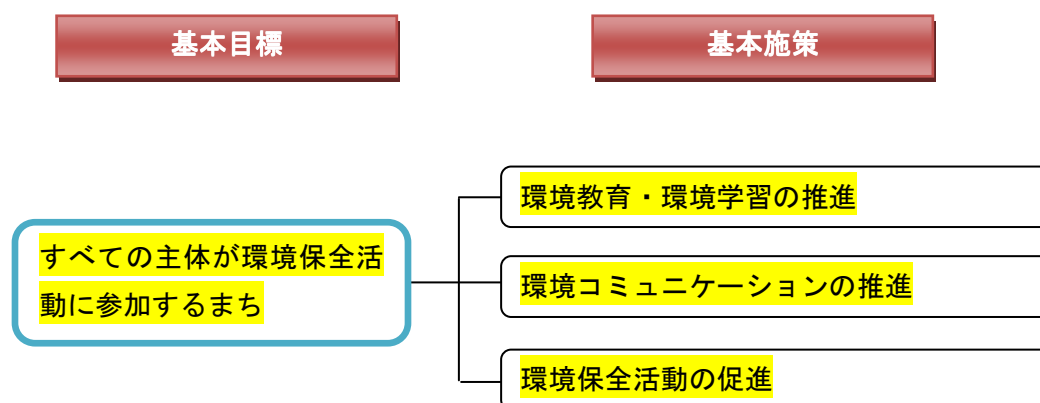 基本目標
基本施策
環境教育・環境学習の推進
すべての主体が環境保全活
動に参加するまち
環境コミュニケーションの推進
環境保全活動の促進